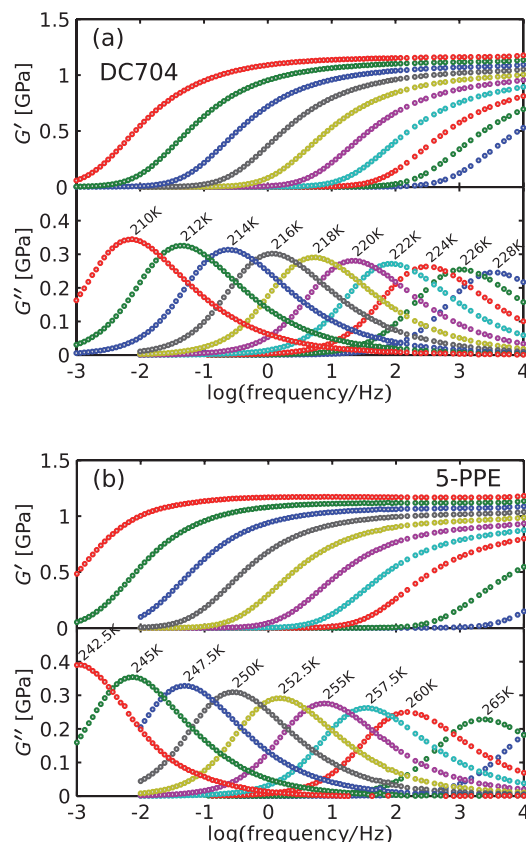 (a)
DC704
1.5
1
0.5
0
G′ [GPa]
210K
212K
214K
216K
218K
220K
222K
224K
226K
228K
0.4
0.3
0.2
0.1
0
G″ [GPa]
-3 -2 -1 0 1 2 3 4
log(frequency/Hz)
(b)
5-PPE
1.5
1
0.5
0
G′ [GPa]
242.5K
245K
247.5K
250K
252.5K
255K
257.5K
260K
265K
0.4
0.3
0.2
0.1
0
G″ [GPa]
-3 -2 -1 0 1 2 3 4
log(frequency/Hz)